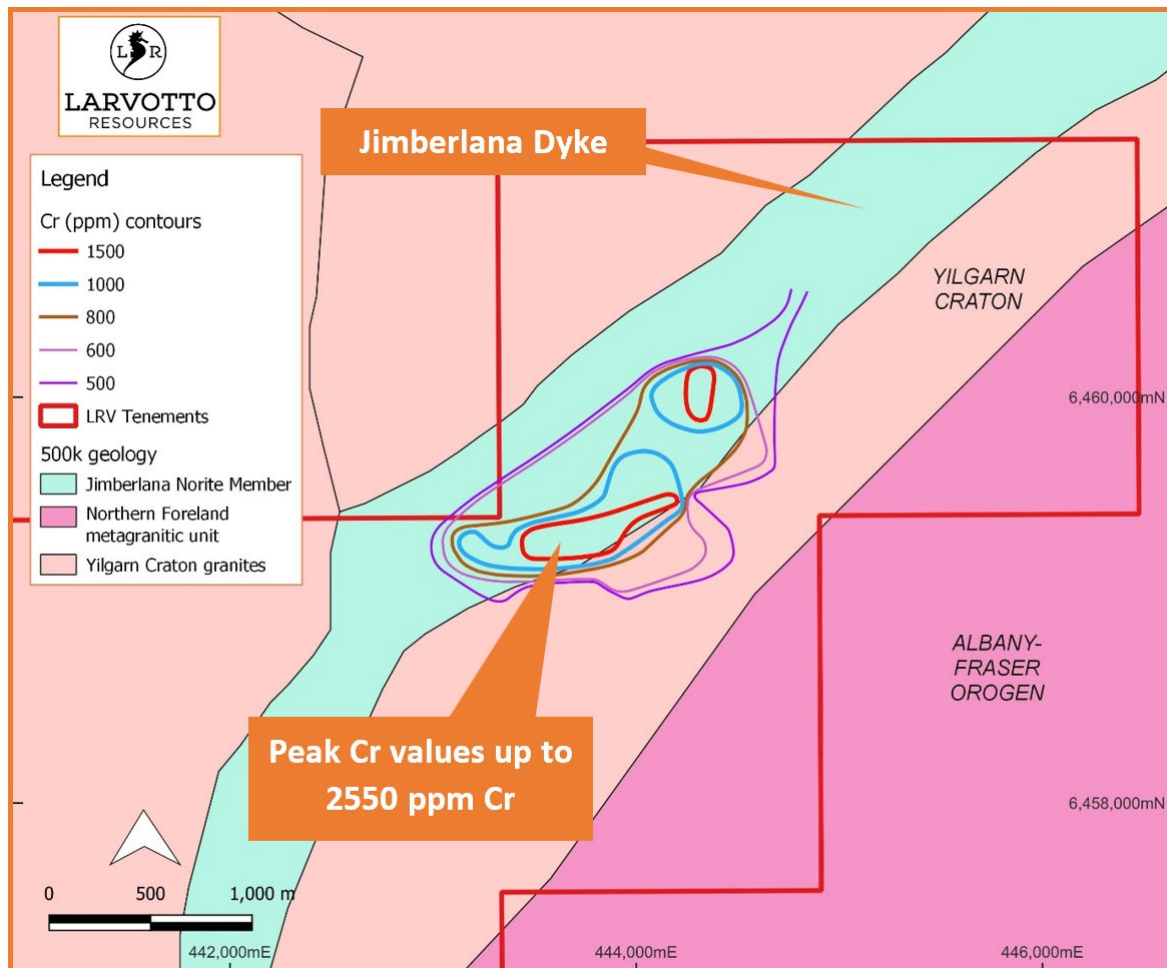 L R
LARVOTTO
RESOURCES
Jimberlana Dyke
Legend
Cr (ppm) contours
1500
1000
800
600
500
LRV Tenements
500k geology
Jimberlana Norite Member
Northern Foreland
metagranitic unit
Yilgarn Craton granites
YILGARN
CRATON
6,460,000mN
ALBANY-
FRASER
OROGEN
Peak Cr values up to
2550 ppm Cr
6,458,000mN
0 500 1,000 m
442,000mE 444,000mE 446,000mE